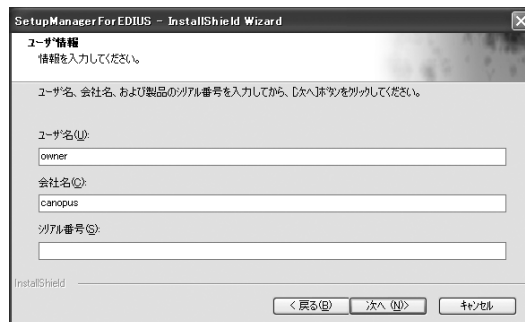 SetupManagerForEDIUS - InstallShield Wizard
ユーザ情報
情報を入力してください。
ユーザ名、会社名、および製品のシリアル番号を入力してから、[次へ]ボタンをクリックしてください。
ユーザ名(U):
owner
会社名(C):
canopus
シリアル番号(S):
InstallShield
< 戻る(B) 次へ (N)> キャンセル